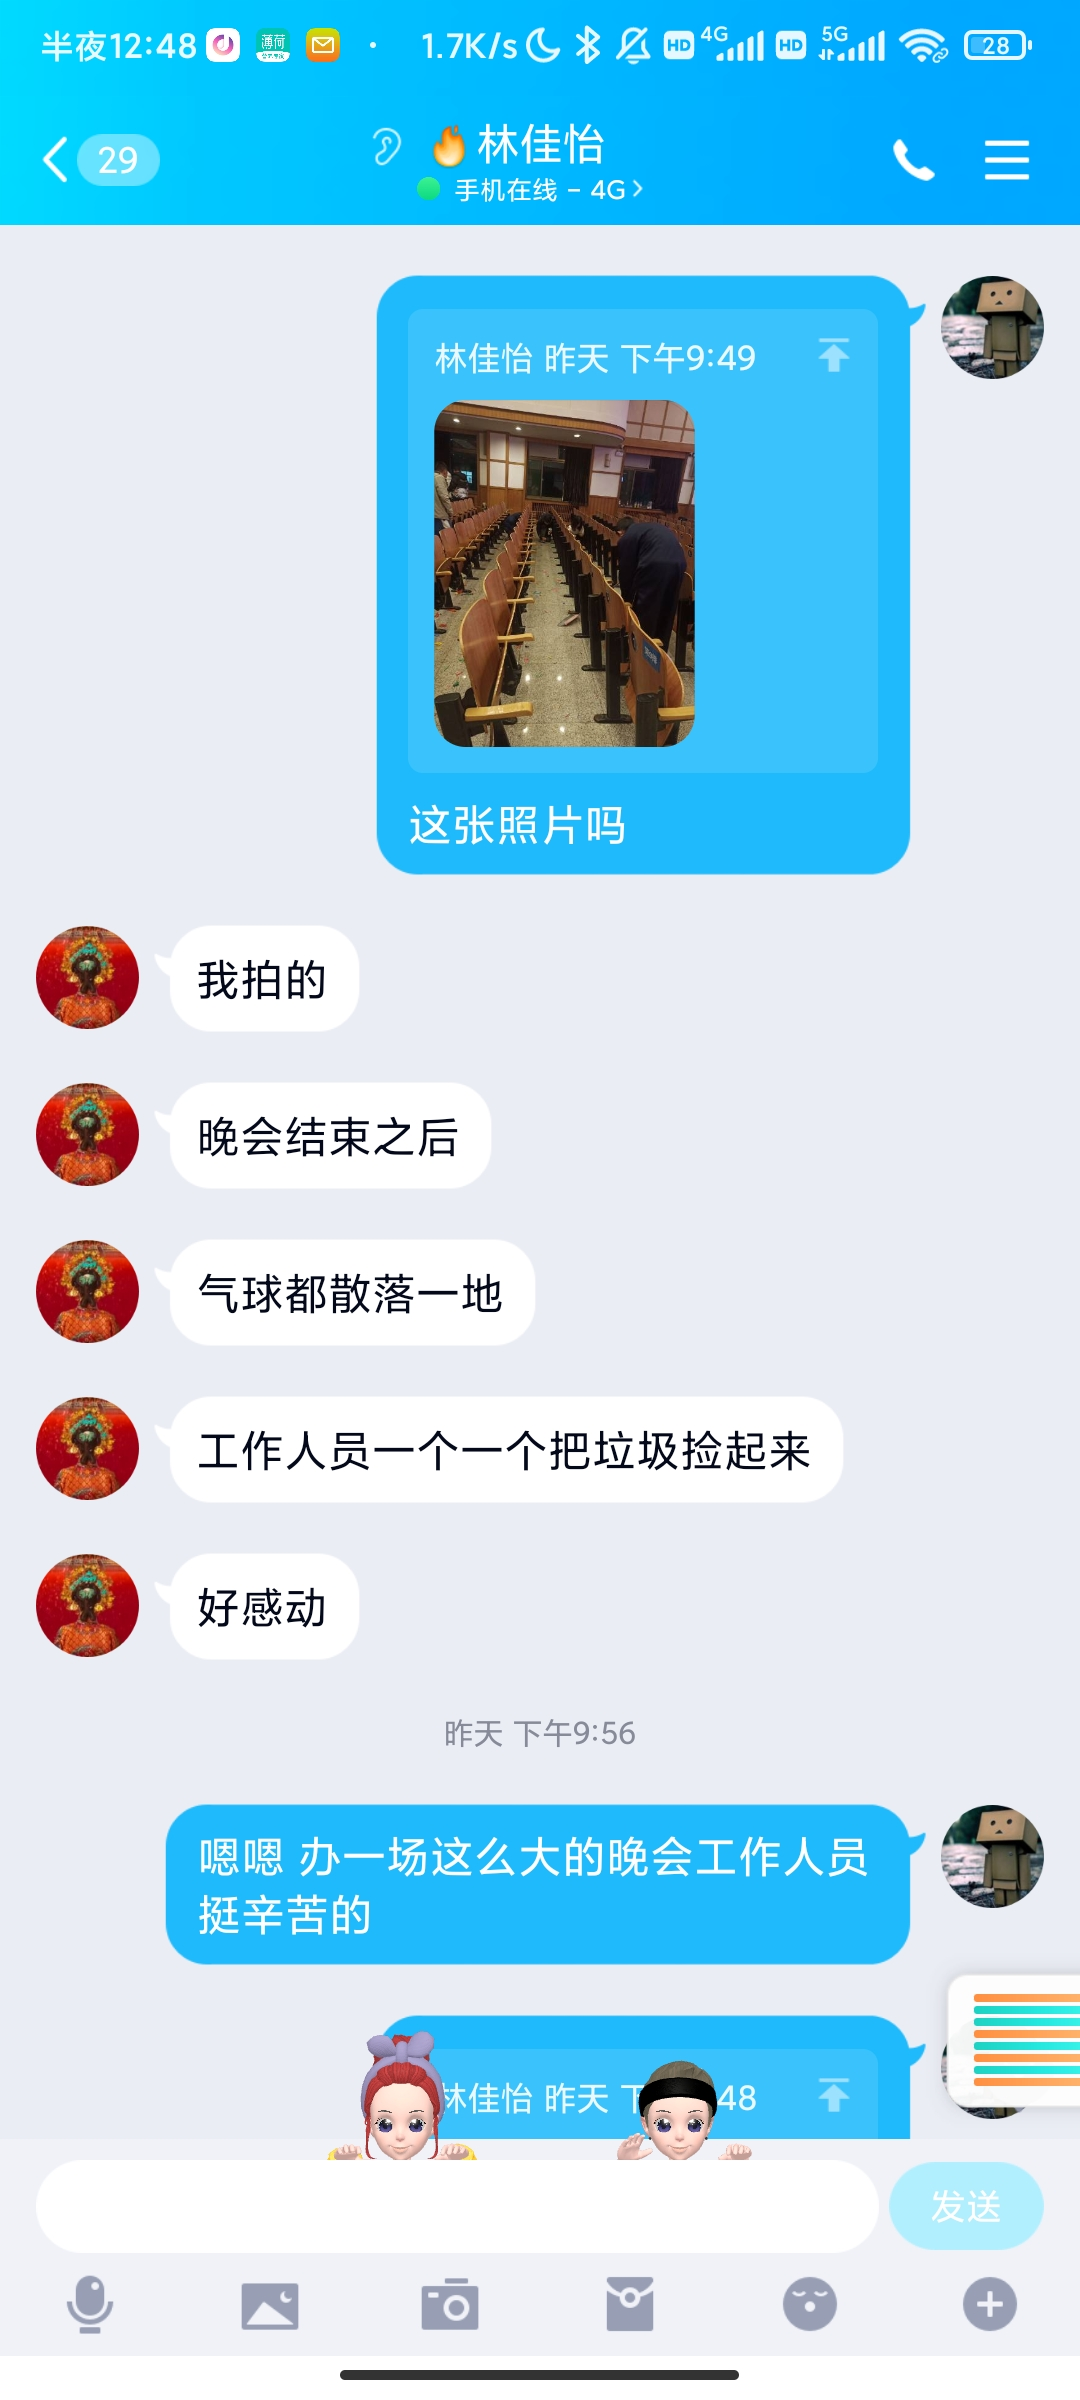 半夜12:48
薄荷
1.7K/s
HD
4G
HD
5G
28
29
林佳怡
手机在线 - 4G
林佳怡 昨天 下午9:49
这张照片吗
我拍的
晚会结束之后
气球都散落一地
工作人员一个一个把垃圾捡起来
好感动
昨天 下午9:56
嗯嗯 办一场这么大的晚会工作人员
挺辛苦的
林佳怡 昨天 下
48
发送